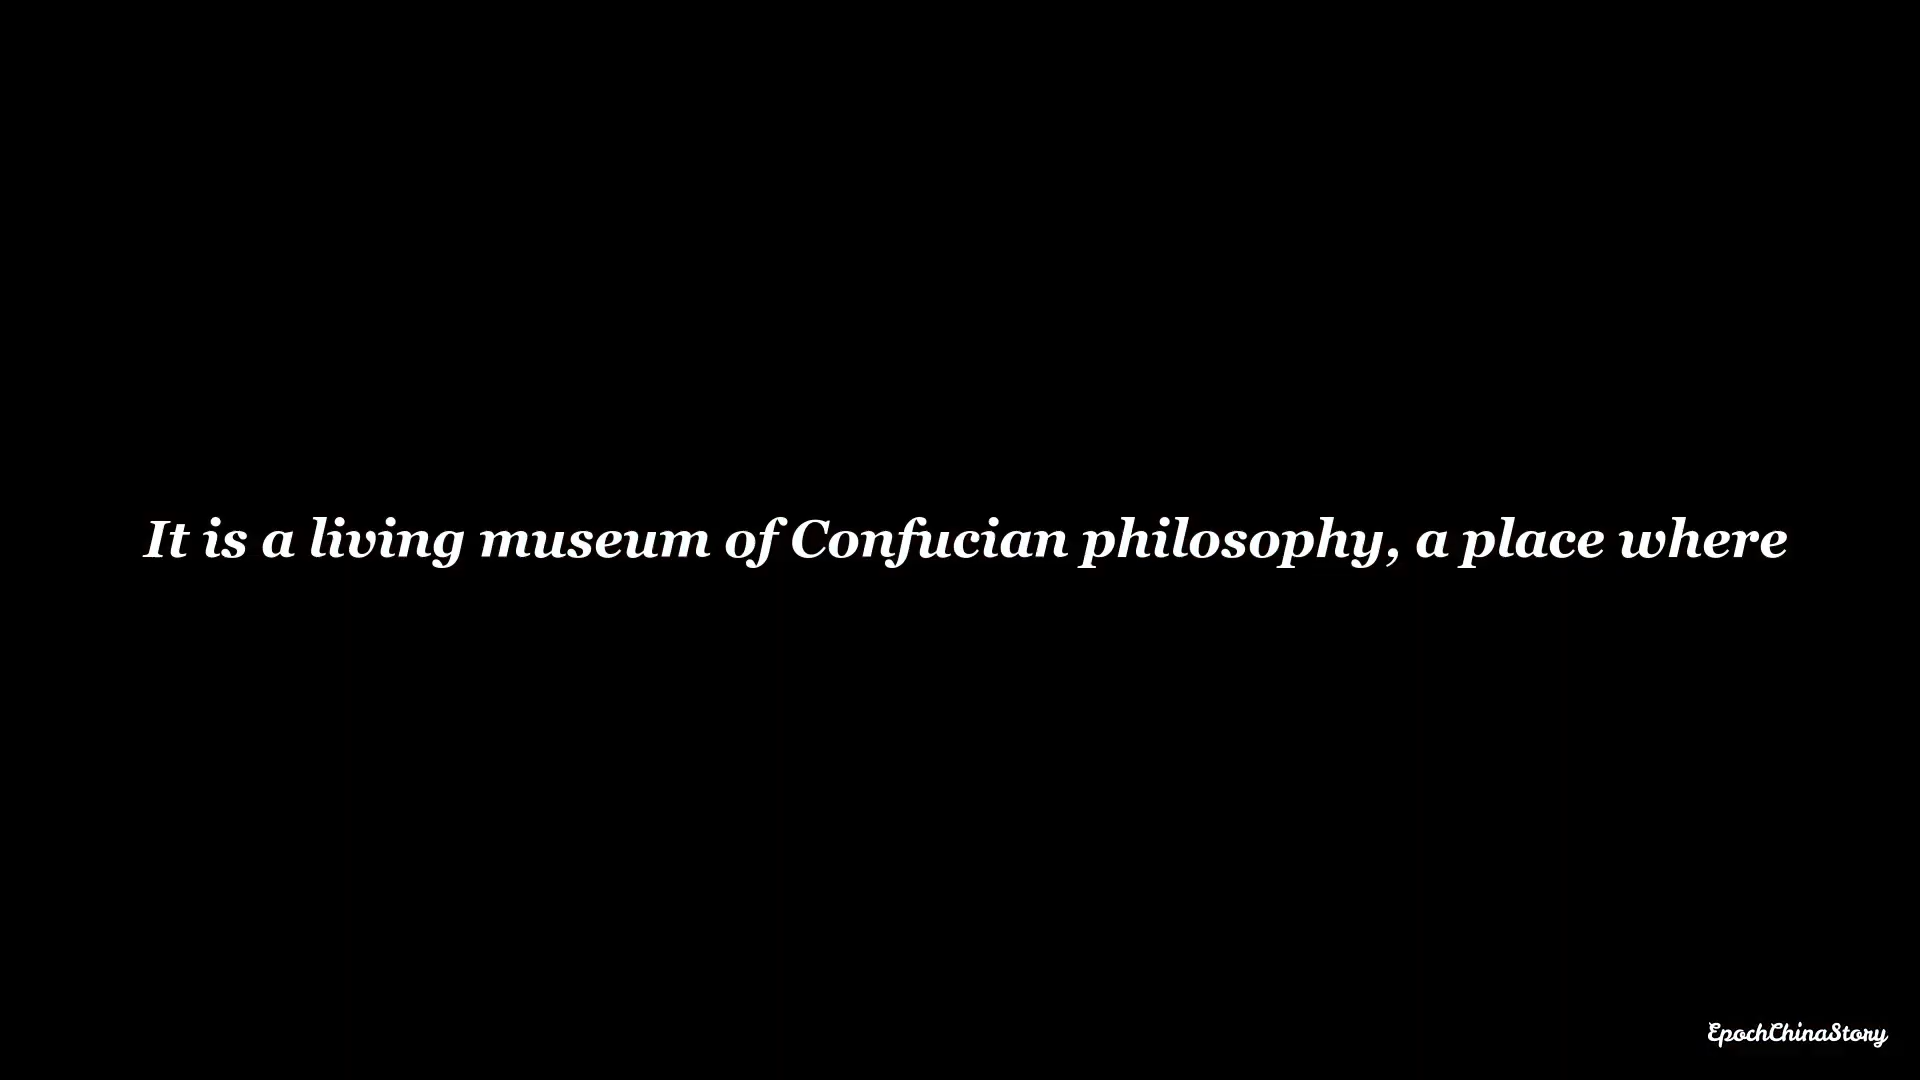 It is a living museum of Confucian philosophy, a place where
EpochChinaStory